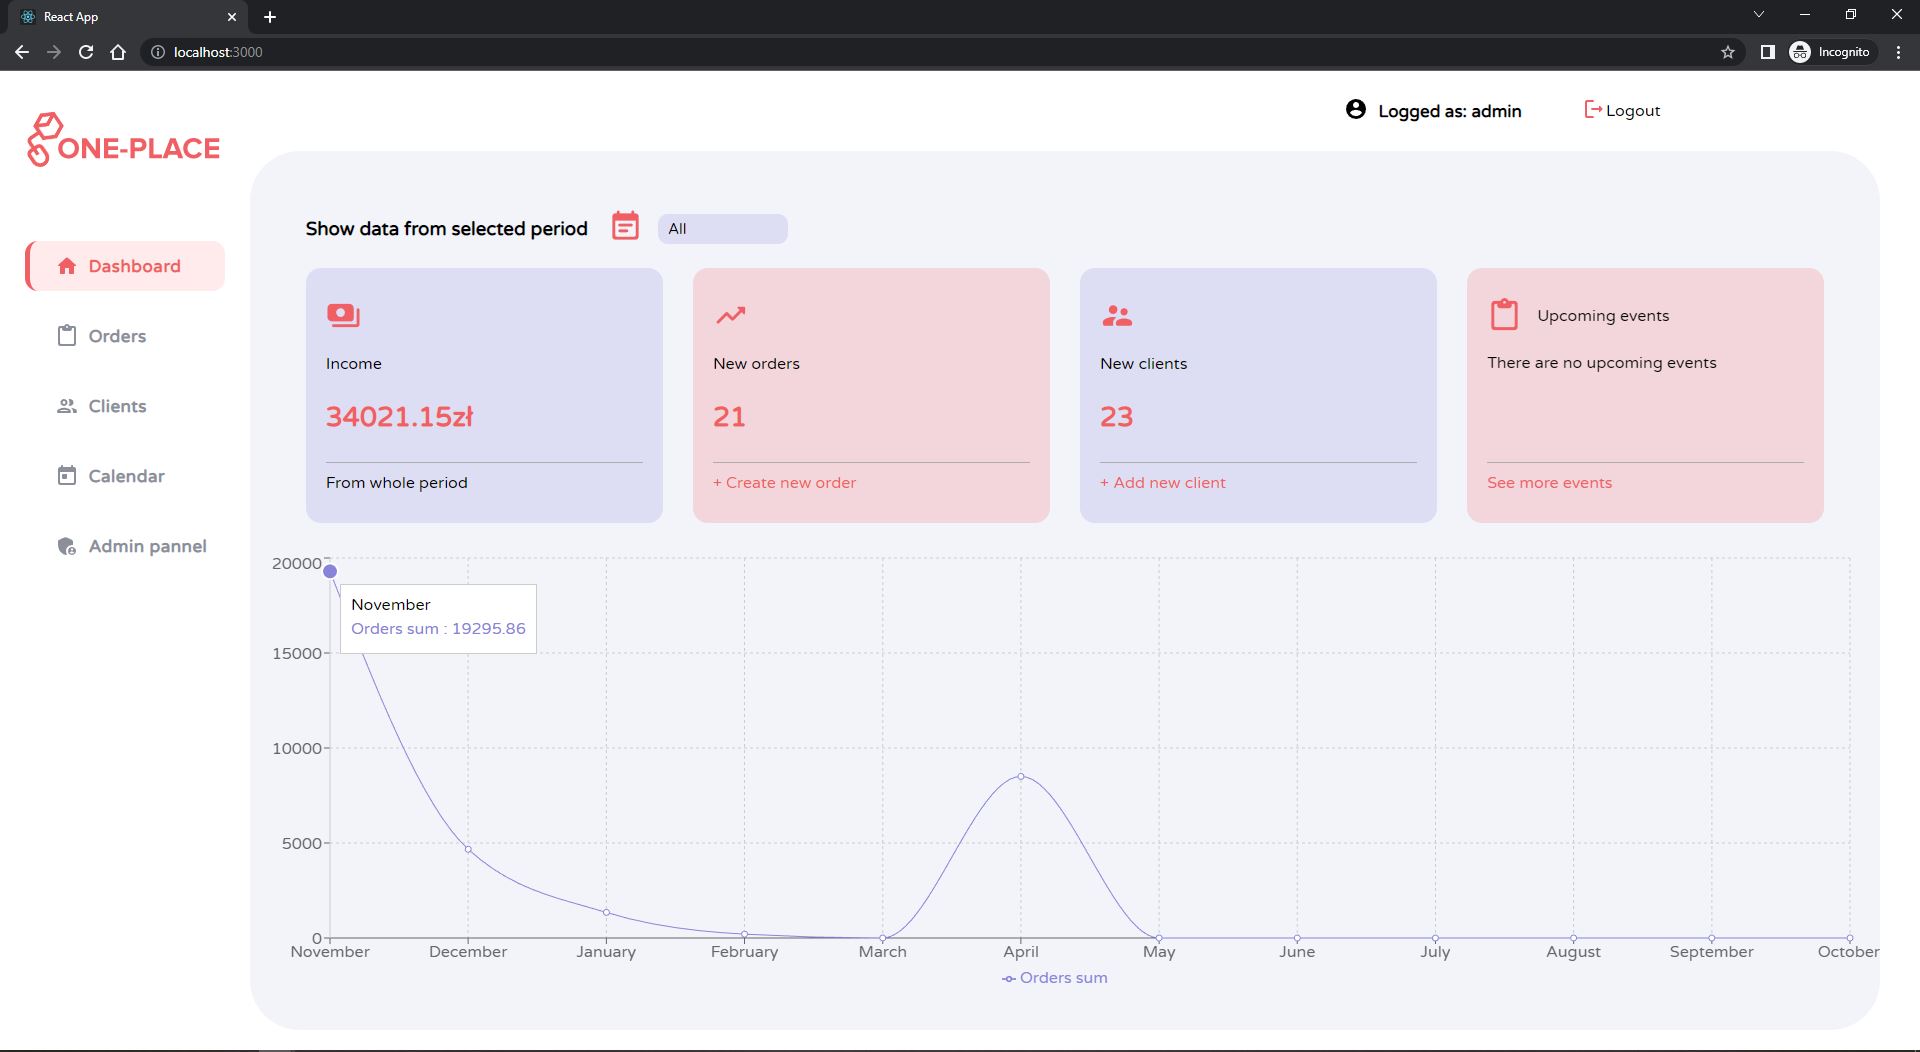 React App
localhost:3000
Incognito
ONE-PLACE
Logged as: admin
Logout
Dashboard
Orders
Clients
Calendar
Admin pannel
Show data from selected period
All
Income
34021.15zł
From whole period
New orders
21
+ Create new order
New clients
23
+ Add new client
Upcoming events
There are no upcoming events
See more events
20000
15000
10000
5000
0
November
Orders sum : 19295.86
November December January February March April May June July August September October
Orders sum